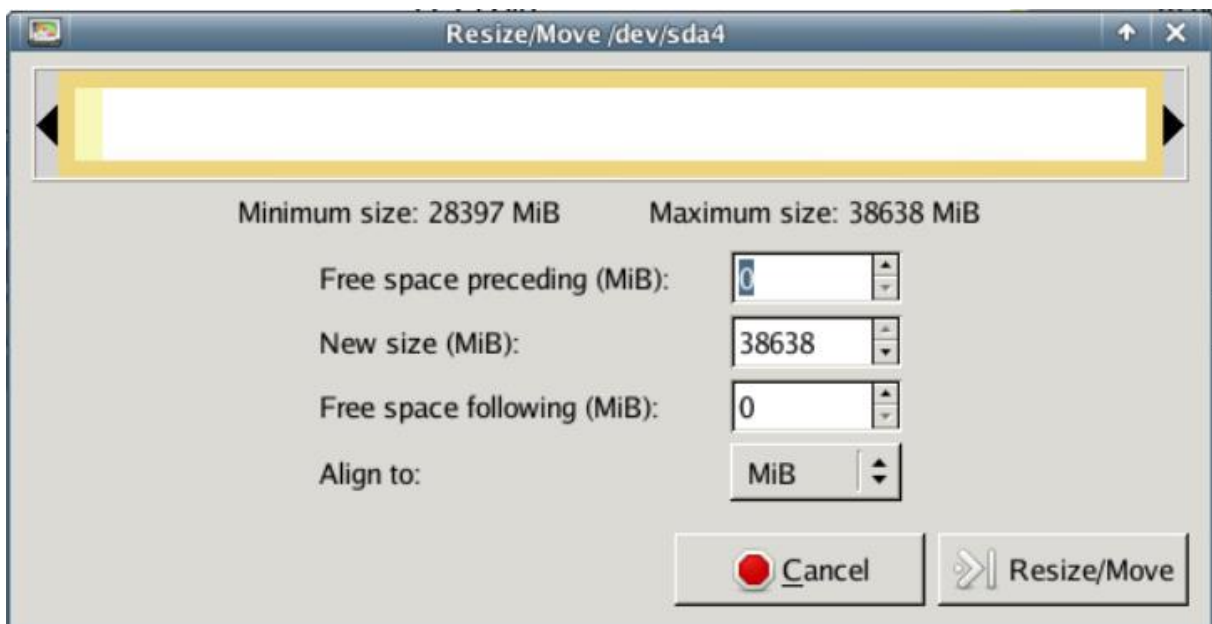 Resize/Move /dev/sda4
Minimum size: 28397 MiB Maximum size: 38638 MiB
Free space preceding (MiB): 0
New size (MiB): 38638
Free space following (MiB): 0
Align to: MiB
Cancel Resize/Move